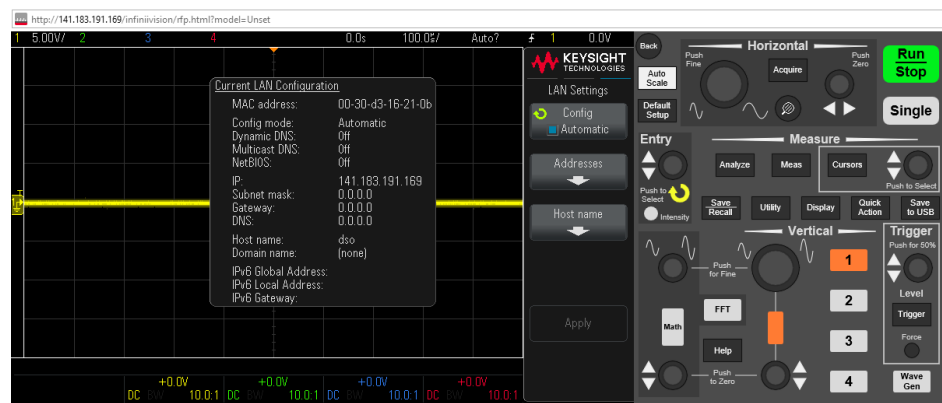 http://141.183.191.169/infiniivision/rfp.html?model=Unset
1 5.00V/ 2 3 4 0.0s 100.0%/ Auto? 1 0.0V
Current LAN Configuration
MAC address: 00-30-d3-16-21-0b
Config mode: Automatic
Dynamic DNS: Off
Multicast DNS: Off
NetBIOS: Off
IP: 141.183.191.169
Subnet mask: 0.0.0.0
Gateway: 0.0.0.0
DNS: 0.0.0.0
Host name: dso
Domain name: (none)
IPv6 Global Address:
IPv6 Local Address:
IPv6 Gateway:
+0.0V +0.0V +0.0V +0.0V
DC BW 10.0:1 DC BW 10.0:1 DC BW 10.0:1 DC BW 10.0:1
KEYSIGHT
TECHNOLOGIES
LAN Settings
Config
Automatic
Addresses
Host name
Apply
Back
Horizontal
Push
Fine
Push
Zero
Auto
Scale
Acquire
Run
Stop
Default
Setup
Single
Entry
Measure
Analyze
Meas
Cursors
Push to Select
Push to
Select
Intensity
Save
Recall
Utility
Display
Quick
Action
Save
to USB
Vertical
Trigger
Push for 50%
Push
for Fine
1
Level
FFT
2
Trigger
Math
3
Force
Help
Push
to Zero
4
Wave
Gen